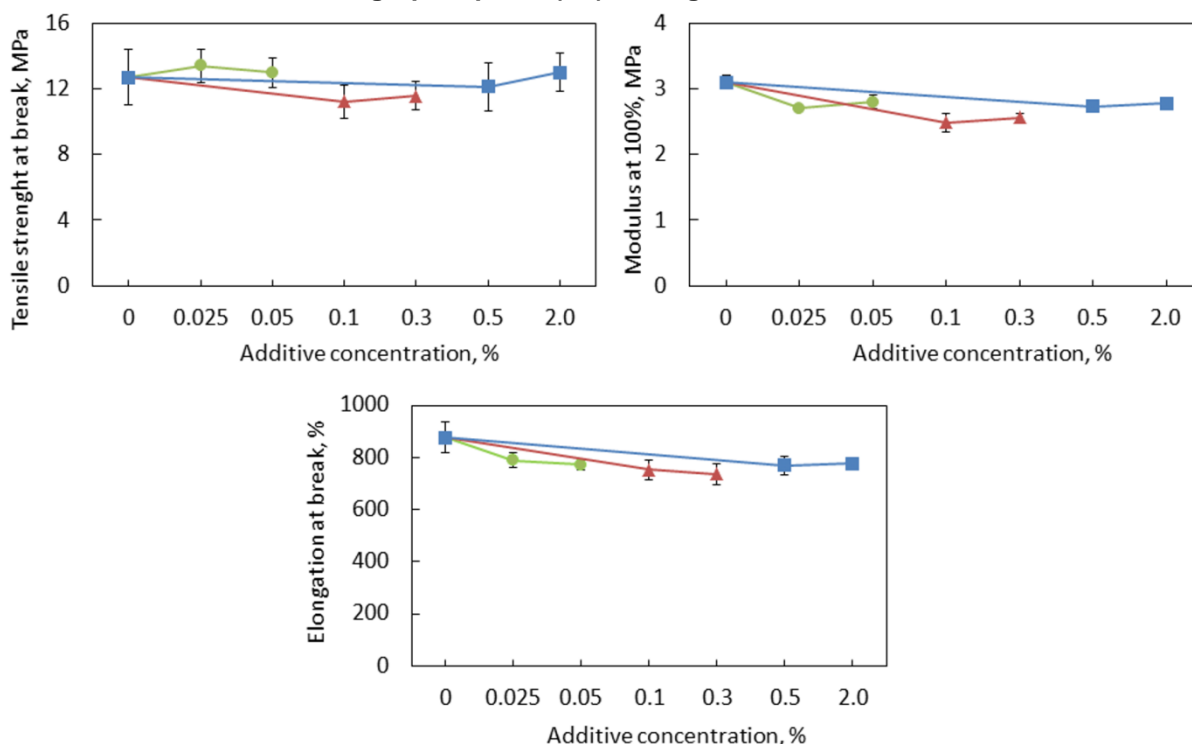 16
12
8
4
0
Tensile strenght at break, MPa
0 0.025 0.05 0.1 0.3 0.5 2.0
Additive concentration, %
4
3
2
1
0
Modulus at 100%, MPa
0 0.025 0.05 0.1 0.3 0.5 2.0
Additive concentration, %
1000
800
600
400
200
0
Elongation at break, %
0 0.025 0.05 0.1 0.3 0.5 2.0
Additive concentration, %